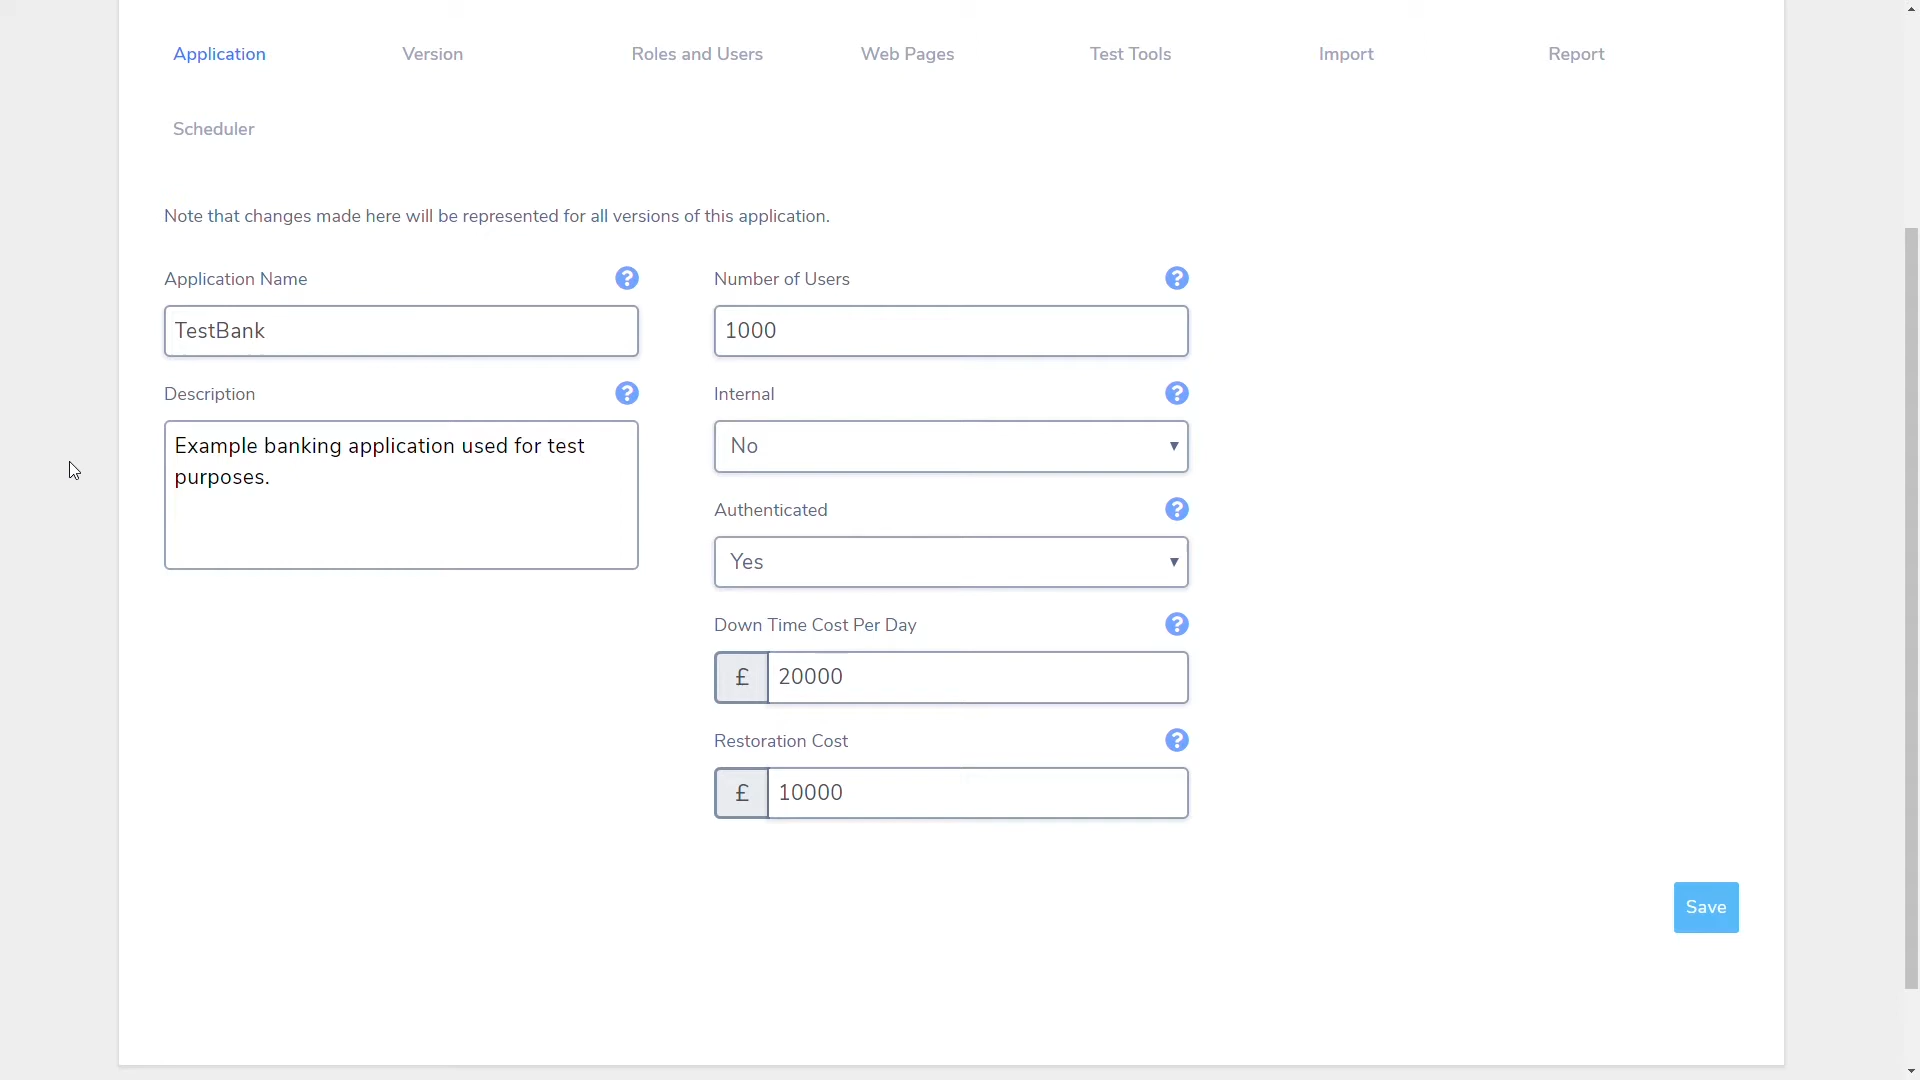 Application Version Roles and Users Web Pages Test Tools Import Report
Scheduler
Note that changes made here will be represented for all versions of this application.
Application Name ?
TestBank
Description ?
Example banking application used for test
purposes.
Number of Users ?
1000
Internal ?
No
Authenticated ?
Yes
Down Time Cost Per Day ?
£ 20000
Restoration Cost ?
£ 10000
Save